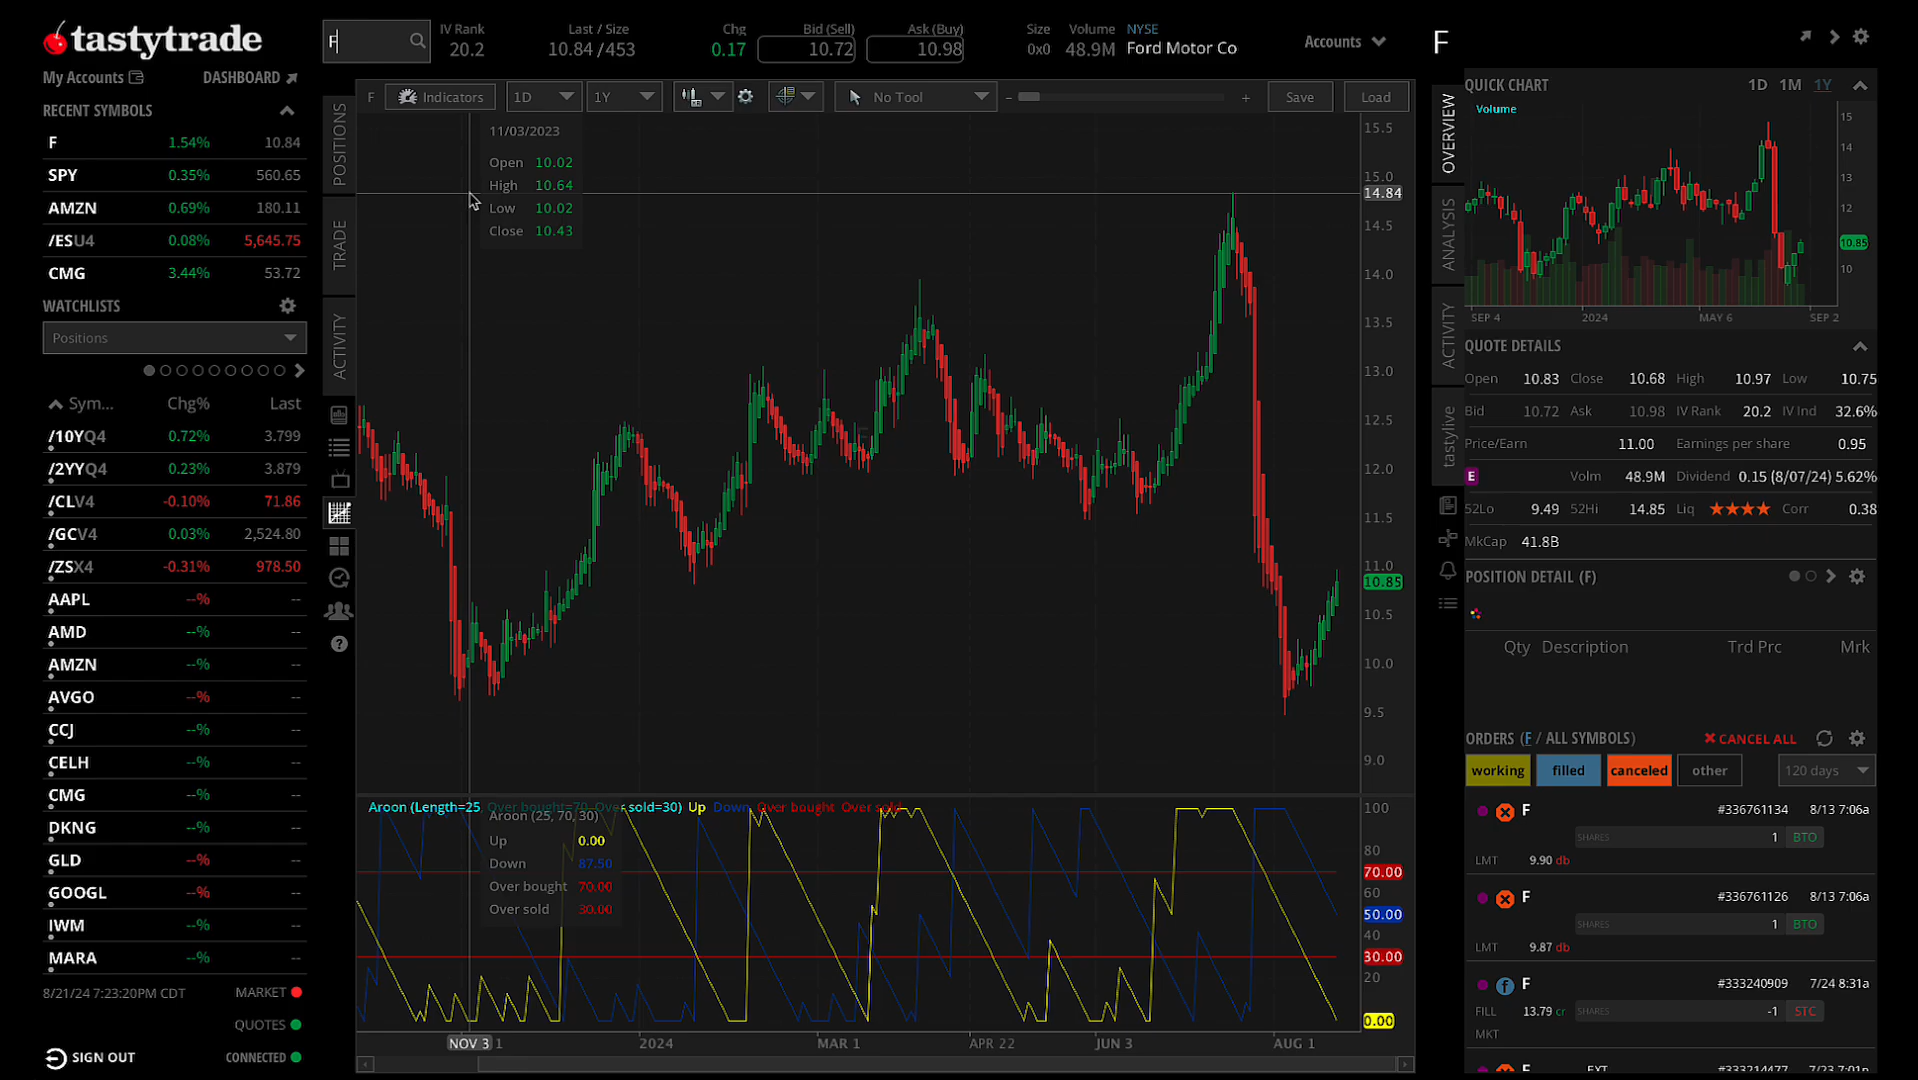 tastytrade
My Accounts DASHBOARD
RECENT SYMBOLS
F 1.54% 10.84
SPY 0.35% 560.65
AMZN 0.69% 180.11
/ESU4 0.08% 5,645.75
CMG 3.44% 53.72
WATCHLISTS
Positions
Sym... Chg% Last
/10YQ4 0.72% 3.799
/2YYQ4 0.23% 3.879
/CLV4 -0.10% 71.86
/GCV4 0.03% 2,524.80
/ZSX4 -0.31% 978.50
AAPL --% --
AMD --% --
AMZN --% --
AVGO --% --
CCJ --% --
CELH --% --
CMG --% --
DKNG --% --
GLD --% --
GOOGL --% --
IWM --% --
MARA --% --
8/21/24 7:23:20PM CDT MARKET
QUOTES
SIGN OUT CONNECTED
F
IV Rank Last / Size Chg Bid (Sell) Ask (Buy) Size Volume NYSE
20.2 10.84 / 453 0.17 10.72 10.98 0x0 48.9M Ford Motor Co
Accounts
POSITIONS
TRADE
ACTIVITY
F Indicators 1D 1Y No Tool - + Save Load
11/03/2023
Open 10.02
High 10.64
Low 10.02
Close 10.43
15.5
15.0
14.84
14.5
14.0
13.5
13.0
12.5
12.0
11.5
11.0
10.85
10.5
10.0
9.5
9.0
Aroon (Length=25, Over bought=70, Over sold=30) Up Down Over bought Over sold
Aroon (25, 70, 30)
Up 0.00
Down 87.50
Over bought 70.00
Over sold 30.00
100
80
70.00
60
50.00
40
30.00
20
0.00
NOV 3 1 2024 MAR 1 APR 22 JUN 3 AUG 1
F
OVERVIEW
ANALYSIS
ACTIVITY
tastylive
QUICK CHART 1D 1M 1Y
Volume
15
14
13
12
10.85
10
SEP 4 2024 MAY 6 SEP 2
QUOTE DETAILS
Open 10.83 Close 10.68 High 10.97 Low 10.75
Bid 10.72 Ask 10.98 IV Rank 20.2 IV Ind 32.6%
Price/Earn 11.00 Earnings per share 0.95
E Volm 48.9M Dividend 0.15 (8/07/24) 5.62%
52Lo 9.49 52Hi 14.85 Liq ★★★★ Corr 0.38
MkCap 41.8B
POSITION DETAIL (F)
Qty Description Trd Prc Mrk
ORDERS (F / ALL SYMBOLS) CANCEL ALL
working filled canceled other 120 days
F #336761134 8/13 7:06a
SHARES 1 BTO
LMT 9.90 db
F #336761126 8/13 7:06a
SHARES 1 BTO
LMT 9.87 db
f F #333240909 7/24 8:31a
FILL 13.79 cr SHARES -1 STC
MKT
F EXT #333214477 7/23 7:01p